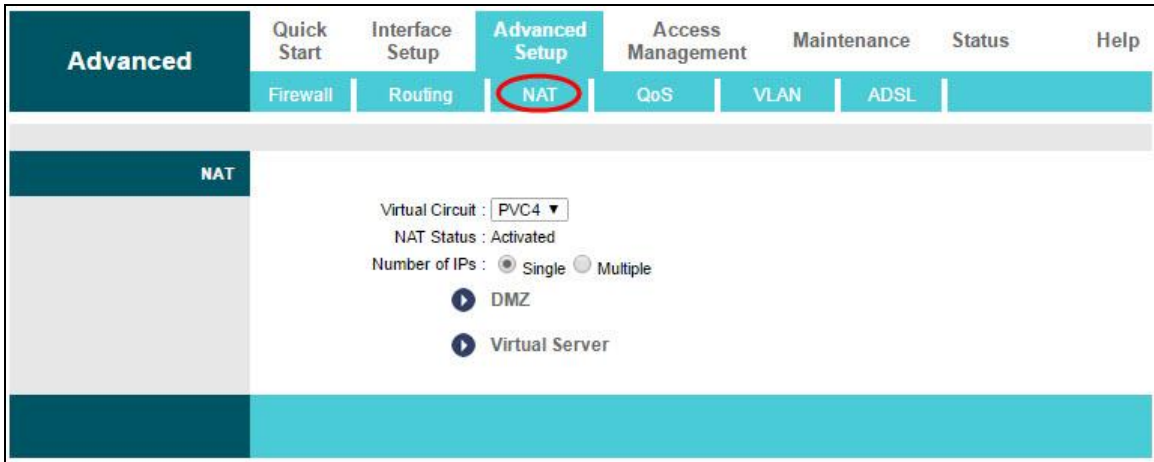 Advanced
Quick Start
Interface Setup
Advanced Setup
Access Management
Maintenance
Status
Help
Firewall
Routing
NAT
QoS
VLAN
ADSL
NAT
Virtual Circuit : PVC4
NAT Status : Activated
Number of IPs : Single Multiple
DMZ
Virtual Server